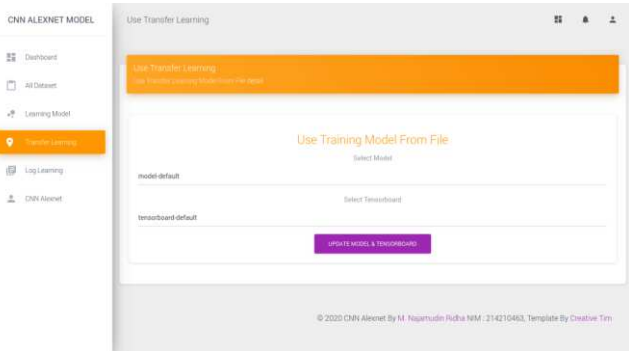 CNN ALEXNET MODEL
Dashboard
All Dataset
Learning Model
Transfer Learning
Log Learning
CNN Alexnet
Use Transfer Learning
Use Transfer Learning
Use Transfer Learning Model From File detail
Use Training Model From File
Select Model
model-default
Select Tensorboard
tensorboard-default
UPDATE MODEL & TENSORBOARD
© 2020 CNN Alexnet By M. Najamudin Ridha NIM : 214210463, Template By Creative Tim